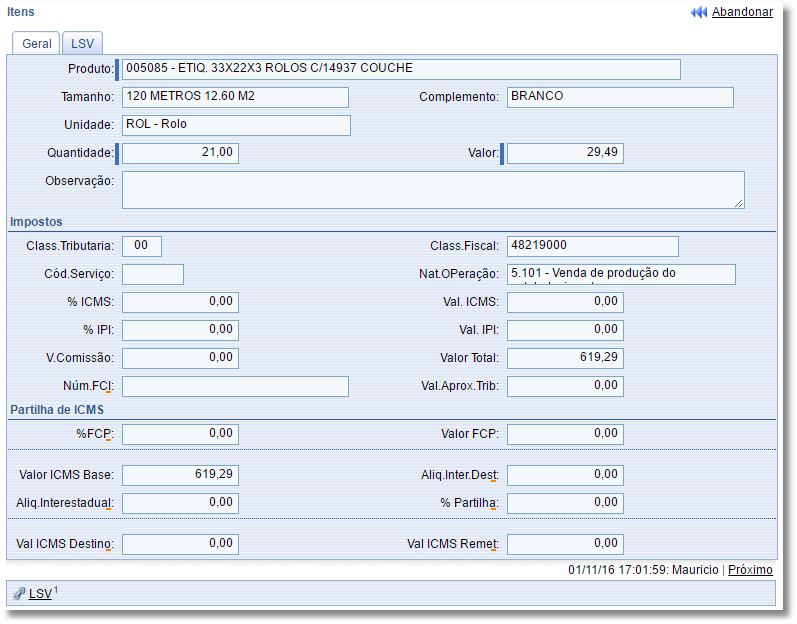 Itens Abandonar
Geral LSV
Produto: 005085 - ETIQ. 33X22X3 ROLOS C/14937 COUCHE
Tamanho: 120 METROS 12.60 M2 Complemento: BRANCO
Unidade: ROL - Rolo
Quantidade: 21,00 Valor: 29,49
Observação:
Impostos
Class.Tributaria: 00 Class.Fiscal: 48219000
Cód.Serviço: Nat.OPeração: 5.101 - Venda de produção do
% ICMS: 0,00 Val. ICMS: 0,00
% IPI: 0,00 Val. IPI: 0,00
V.Comissão: 0,00 Valor Total: 619,29
Núm.FCI: Val.Aprox.Trib: 0,00
Partilha de ICMS
%FCP: 0,00 Valor FCP: 0,00
Valor ICMS Base: 619,29 Aliq.Inter.Dest: 0,00
Aliq.Interestadual: 0,00 % Partilha: 0,00
Val ICMS Destino: 0,00 Val ICMS Remet: 0,00
01/11/16 17:01:59: Mauricio | Próximo
LSV 1